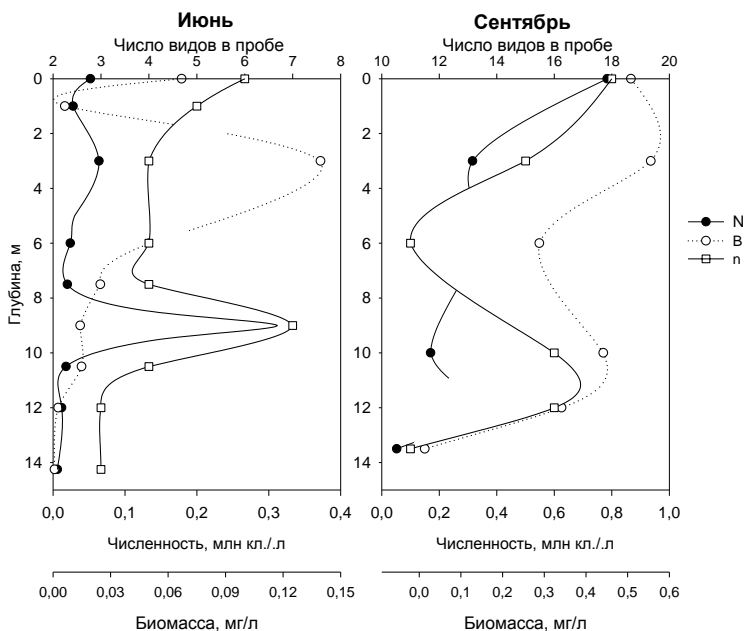 Июнь
Сентябрь
Число видов в пробе
Число видов в пробе
2 3 4 5 6 7 8
10 12 14 16 18 20
Глубина, м
0
2
4
6
8
10
12
14
N
B
n
0,0 0,1 0,2 0,3 0,4
0,0 0,2 0,4 0,6 0,8 1,0
Численность, млн кл./.л
Численность, млн кл./.л
0,00 0,03 0,06 0,09 0,12 0,15
0,0 0,1 0,2 0,3 0,4 0,5 0,6
Биомасса, мг/л
Биомасса, мг/л